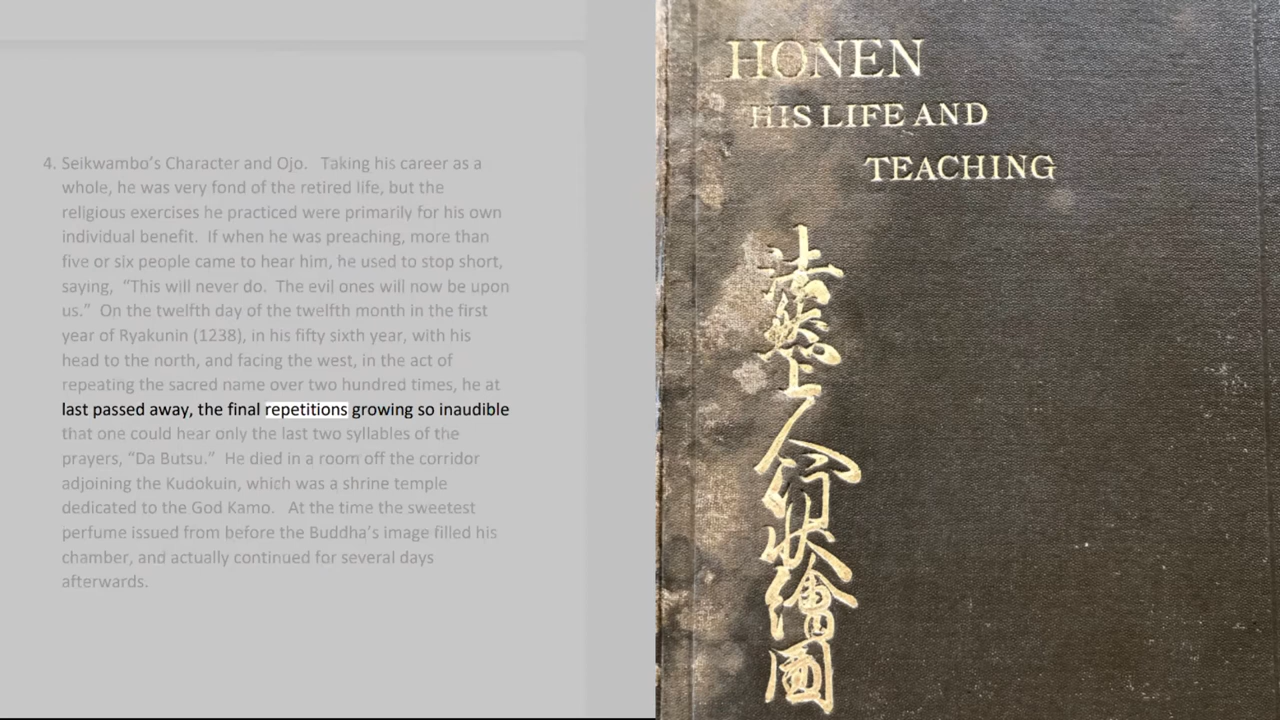 4. Seikwambo’s Character and Ojo. Taking his career as a
whole, he was very fond of the retired life, but the
religious exercises he practiced were primarily for his own
individual benefit. If when he was preaching, more than
five or six people came to hear him, he used to stop short,
saying, “This will never do. The evil ones will now be upon
us.” On the twelfth day of the twelfth month in the first
year of Ryakunin (1238), in his fifty sixth year, with his
head to the north, and facing the west, in the act of
repeating the sacred name over two hundred times, he at
last passed away, the final repetitions growing so inaudible
that one could hear only the last two syllables of the
prayers, “Da Butsu.” He died in a room off the corridor
adjoining the Kudokuin, which was a shrine temple
dedicated to the God Kamo. At the time the sweetest
perfume issued from before the Buddha’s image filled his
chamber, and actually continued for several days
afterwards.
HONEN
HIS LIFE AND
TEACHING
法然上人行状繪圖